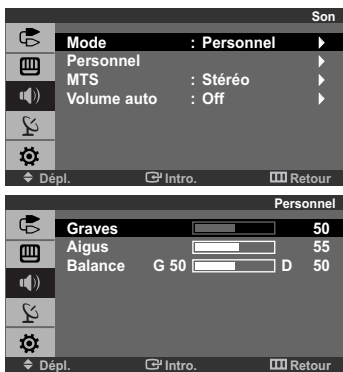 Son
Mode : Personnel
Personnel
MTS : Stéréo
Volume auto : Off
Dépl. Intro. Retour
Personnel
Graves 50
Aigus 55
Balance G 50 D 50
Dépl. Intro. Retour